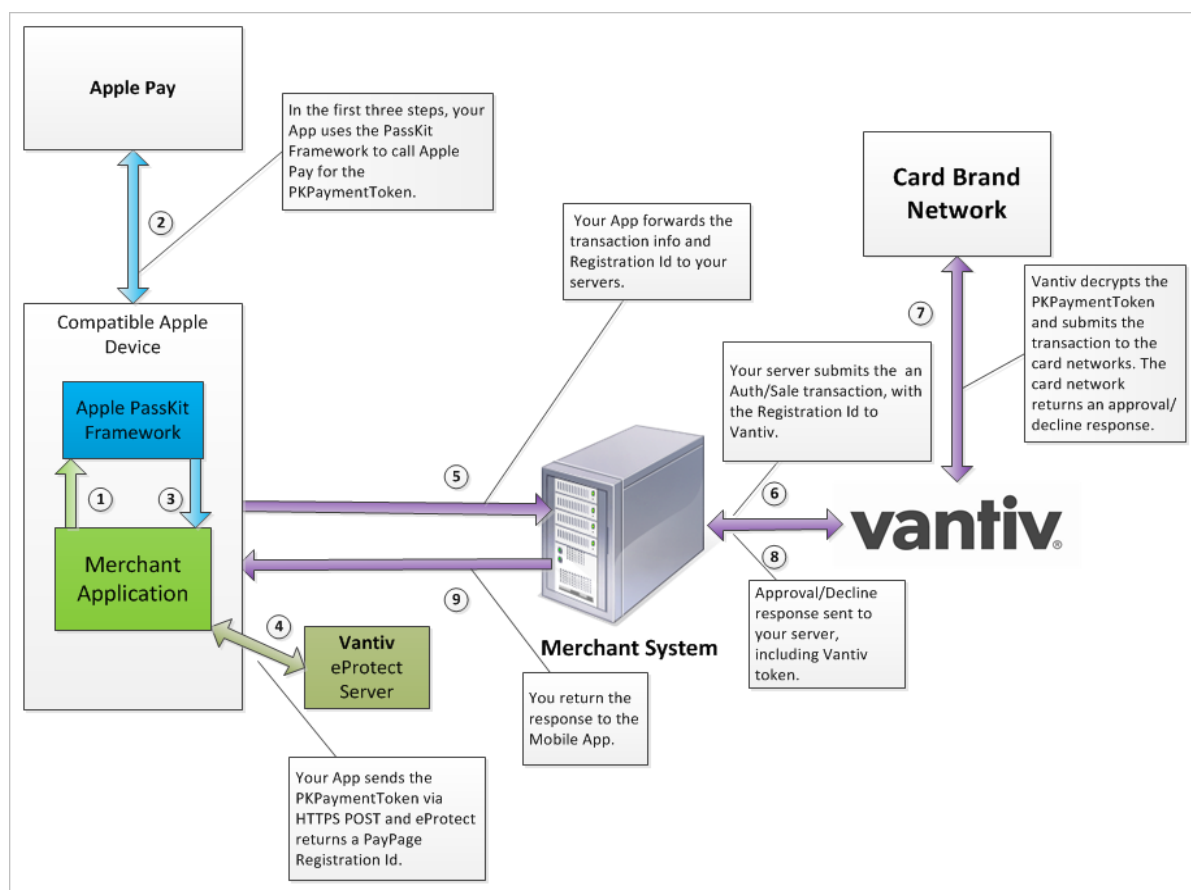 Apple Pay
In the first three steps, your
App uses the PassKit
Framework to call Apple
Pay for the
PKPaymentToken.
2
Card Brand
Network
Your App forwards the
transaction info and
Registration Id to your
servers.
Vantiv decrypts the
PKPaymentToken
and submits the
transaction to the
card networks. The
card network
returns an approval/
decline response.
7
Compatible Apple
Device
Apple PassKit
Framework
1
3
Merchant
Application
4
Vantiv
eProtect
Server
5
9
Your server submits the  an
Auth/Sale transaction, with
the Registration Id to
Vantiv.
6
vantiv®
8
Approval/Decline
response sent to
your server,
including Vantiv
token.
Merchant System
You return the
response to the
Mobile App.
Your App sends the
PKPaymentToken via
HTTPS POST and eProtect
returns a PayPage
Registration Id.